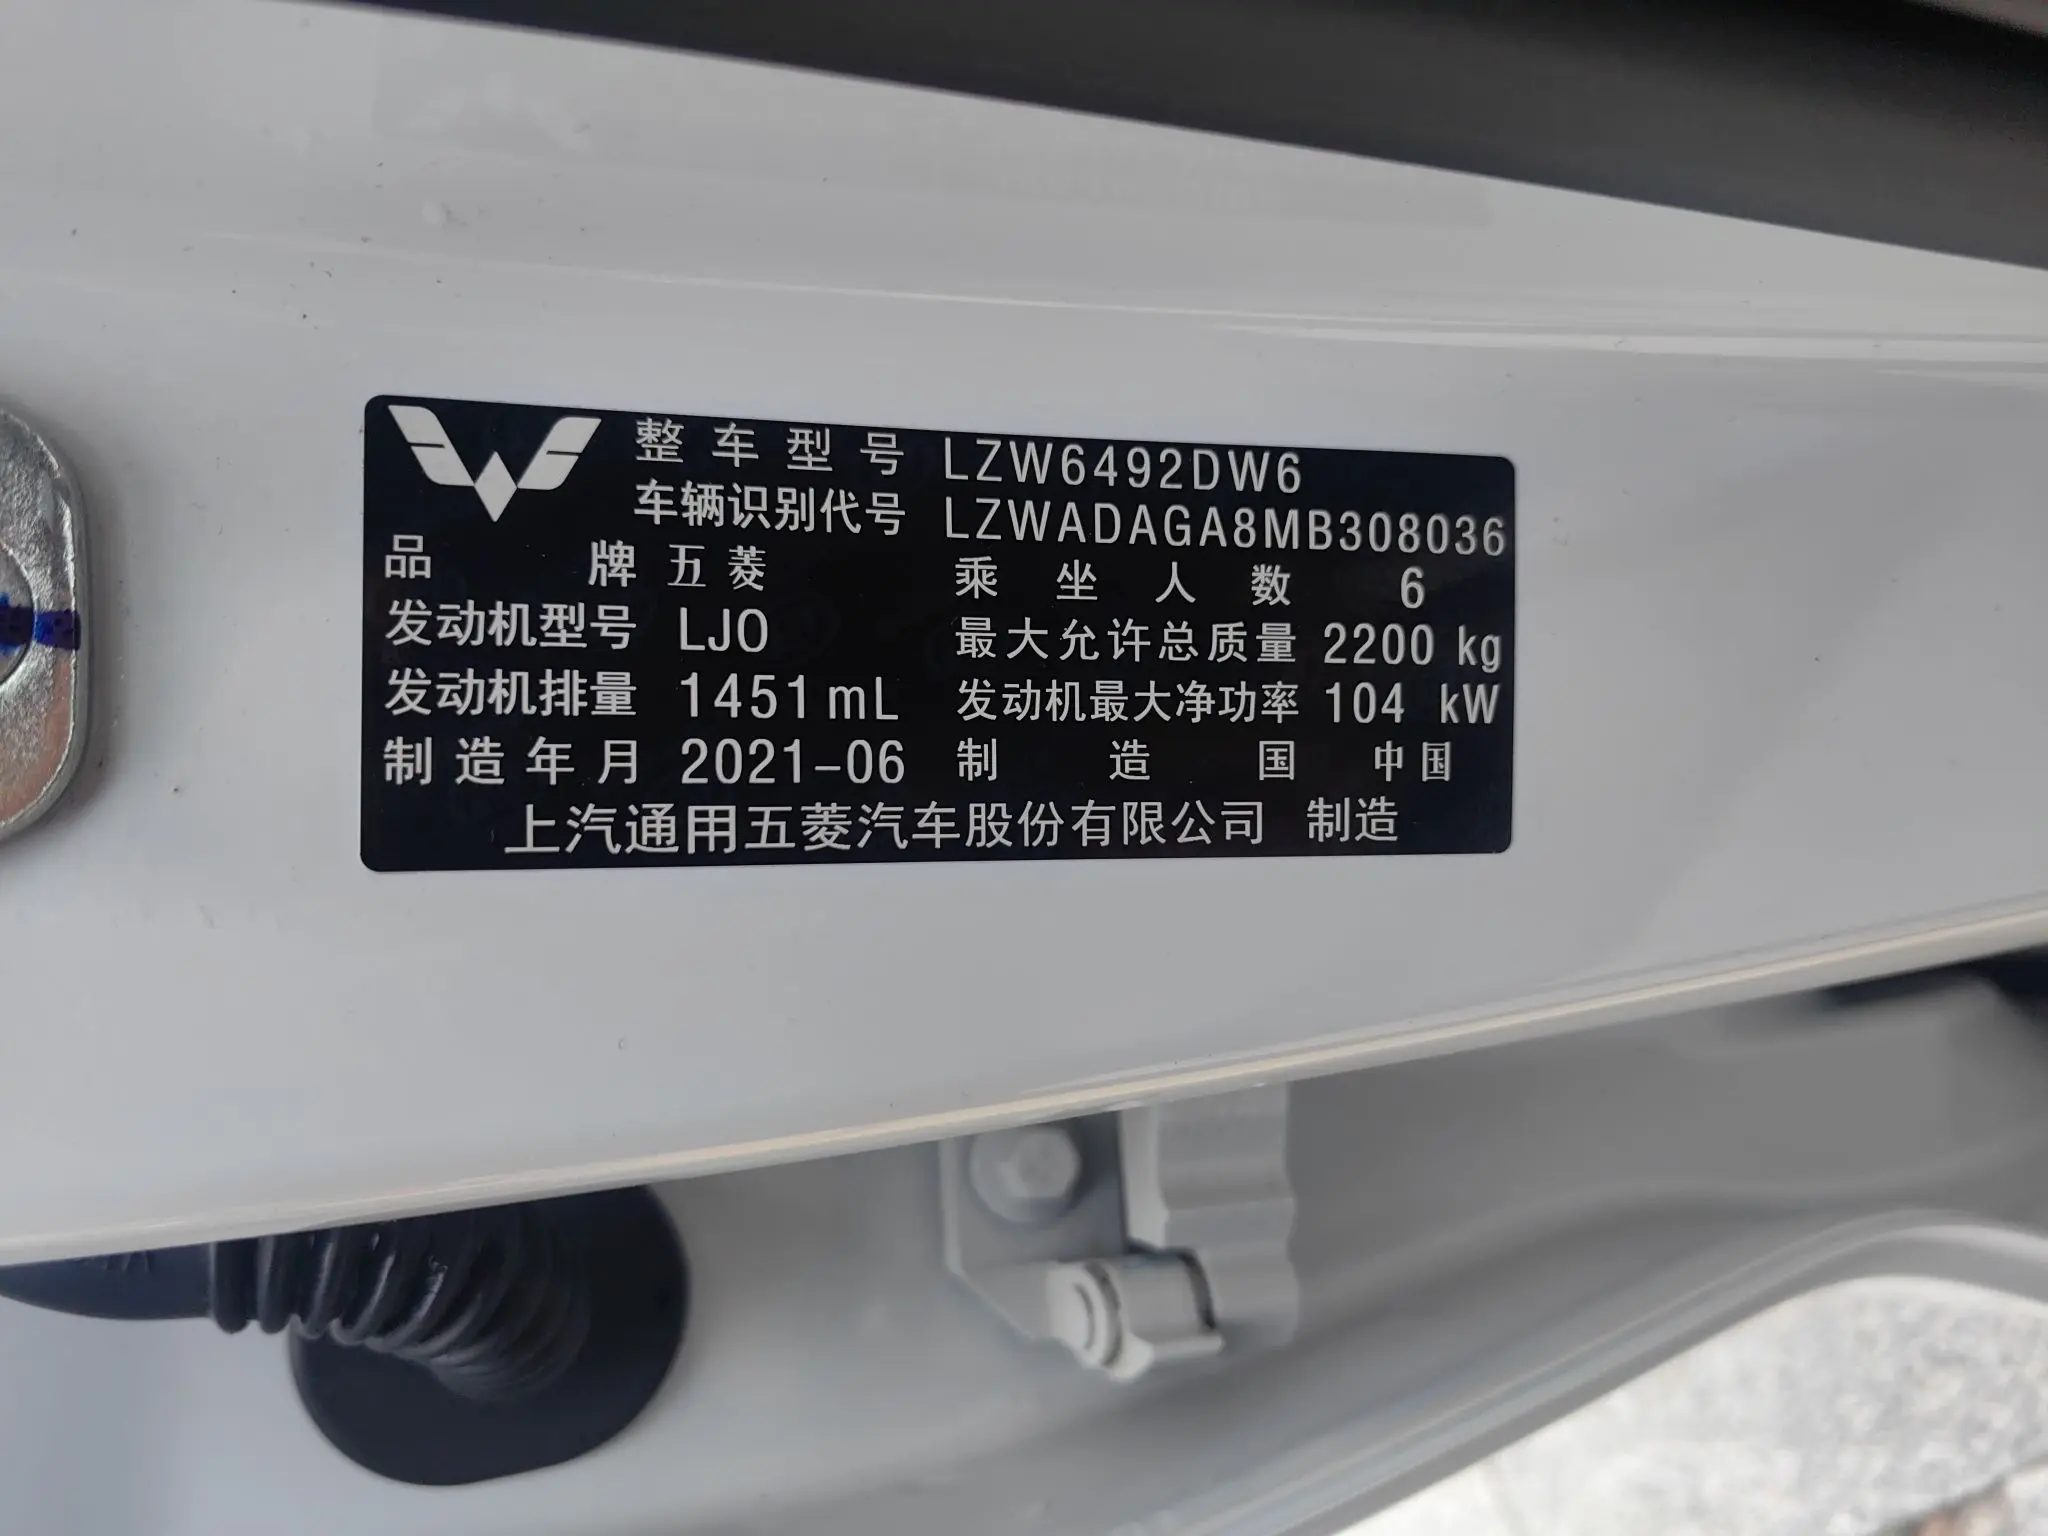 整车型号 LZW6492DW6
车辆识别代号 LZWADAGA8MB308036
品牌 五菱 乘坐人数 6
发动机型号 LJO 最大允许总质量 2200 kg
发动机排量 1451mL 发动机最大净功率 104 kW
制造年月 2021-06 制造国 中国
上汽通用五菱汽车股份有限公司 制造